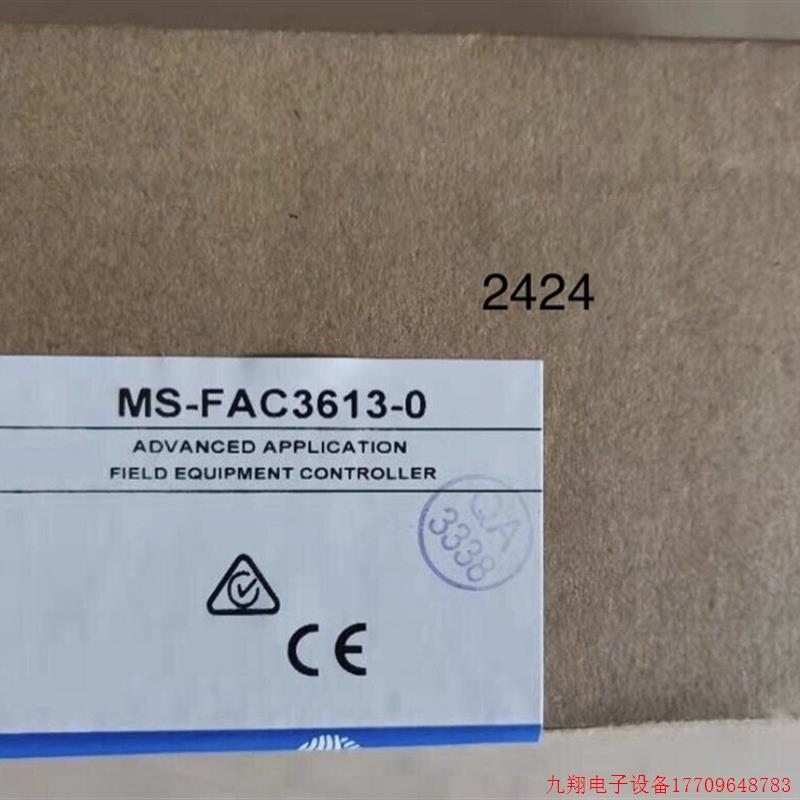 2424
MS-FAC3613-0
ADVANCED APPLICATION
FIELD EQUIPMENT CONTROLLER
QA
3338
CE
九翔电子设备17709648783